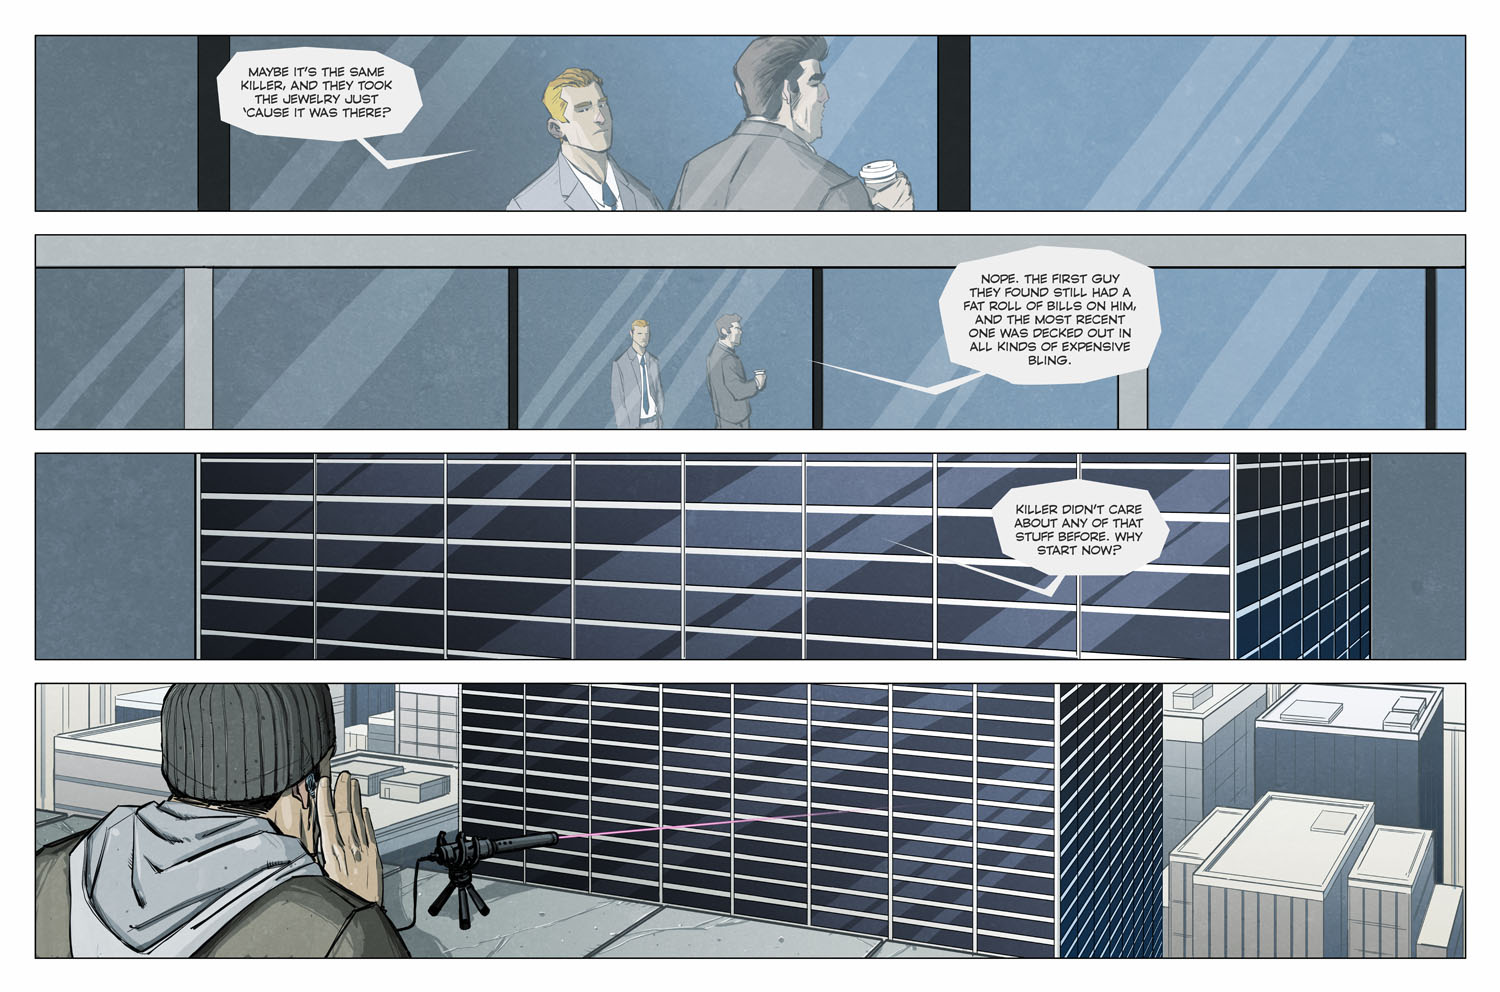 MAYBE IT'S THE SAME
KILLER, AND THEY TOOK
THE JEWELRY JUST
'CAUSE IT WAS THERE?
NOPE. THE FIRST GUY
THEY FOUND STILL HAD A
FAT ROLL OF BILLS ON HIM,
AND THE MOST RECENT
ONE WAS DECKED OUT IN
ALL KINDS OF EXPENSIVE
BLING.
KILLER DIDN'T CARE
ABOUT ANY OF THAT
STUFF BEFORE. WHY
START NOW?